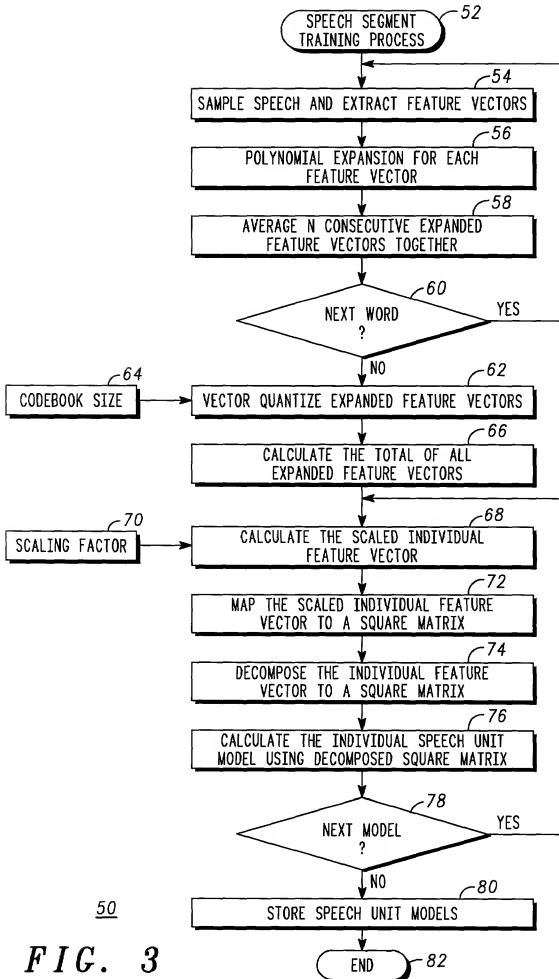 SPEECH SEGMENT
TRAINING PROCESS
52
54
SAMPLE SPEECH AND EXTRACT FEATURE VECTORS
56
POLYNOMIAL EXPANSION FOR EACH
FEATURE VECTOR
58
AVERAGE N CONSECUTIVE EXPANDED
FEATURE VECTORS TOGETHER
60
NEXT WORD
?
YES
NO
64
CODEBOOK SIZE
62
VECTOR QUANTIZE EXPANDED FEATURE VECTORS
66
CALCULATE THE TOTAL OF ALL
EXPANDED FEATURE VECTORS
70
SCALING FACTOR
68
CALCULATE THE SCALED INDIVIDUAL
FEATURE VECTOR
72
MAP THE SCALED INDIVIDUAL FEATURE
VECTOR TO A SQUARE MATRIX
74
DECOMPOSE THE INDIVIDUAL FEATURE
VECTOR TO A SQUARE MATRIX
76
CALCULATE THE INDIVIDUAL SPEECH UNIT
MODEL USING DECOMPOSED SQUARE MATRIX
78
NEXT MODEL
?
YES
NO
80
STORE SPEECH UNIT MODELS
50
END
82
FIG. 3